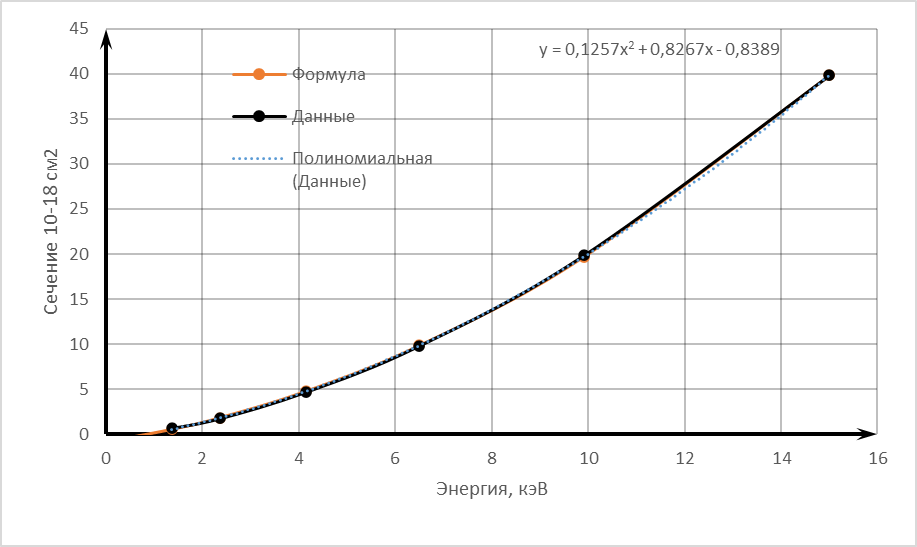 45
40
35
30
25
20
15
10
5
0
0 2 4 6 8 10 12 14 16
Сечение 10-18 см2
Энергия, кэВ
y = 0,1257x² + 0,8267x - 0,8389
Формула
Данные
Полиномиальная
(Данные)